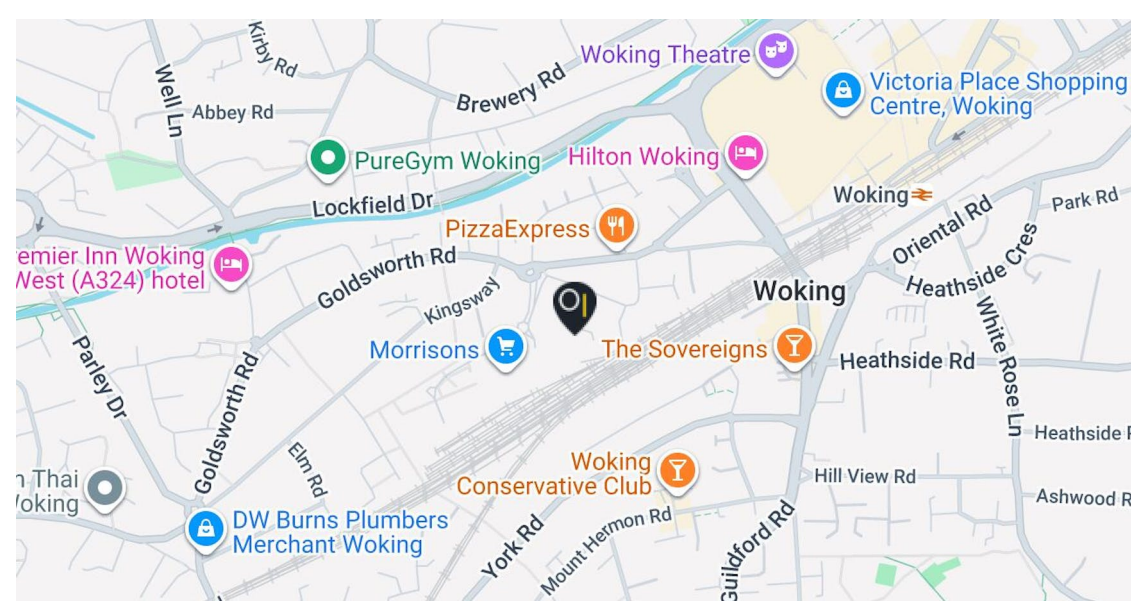 Kirby Rd
Woking Theatre
Well Ln
Brewery Rd
Victoria Place Shopping
Centre, Woking
Abbey Rd
PureGym Woking
Hilton Woking
Lockfield Dr
Woking
Park Rd
PizzaExpress
Oriental Rd
emier Inn Woking
West (A324) hotel
Goldsworth Rd
Heathside Cres
Kingsway
Woking
White Rose Ln
Morrisons
The Sovereigns
Heathside Rd
Parley Dr
Goldsworth Rd
Heathside R
Elm Rd
Woking
Conservative Club
Hill View Rd
n Thai
Woking
Ashwood R
DW Burns Plumbers
Merchant Woking
York Rd
Mount Hermon Rd
Guildford Rd